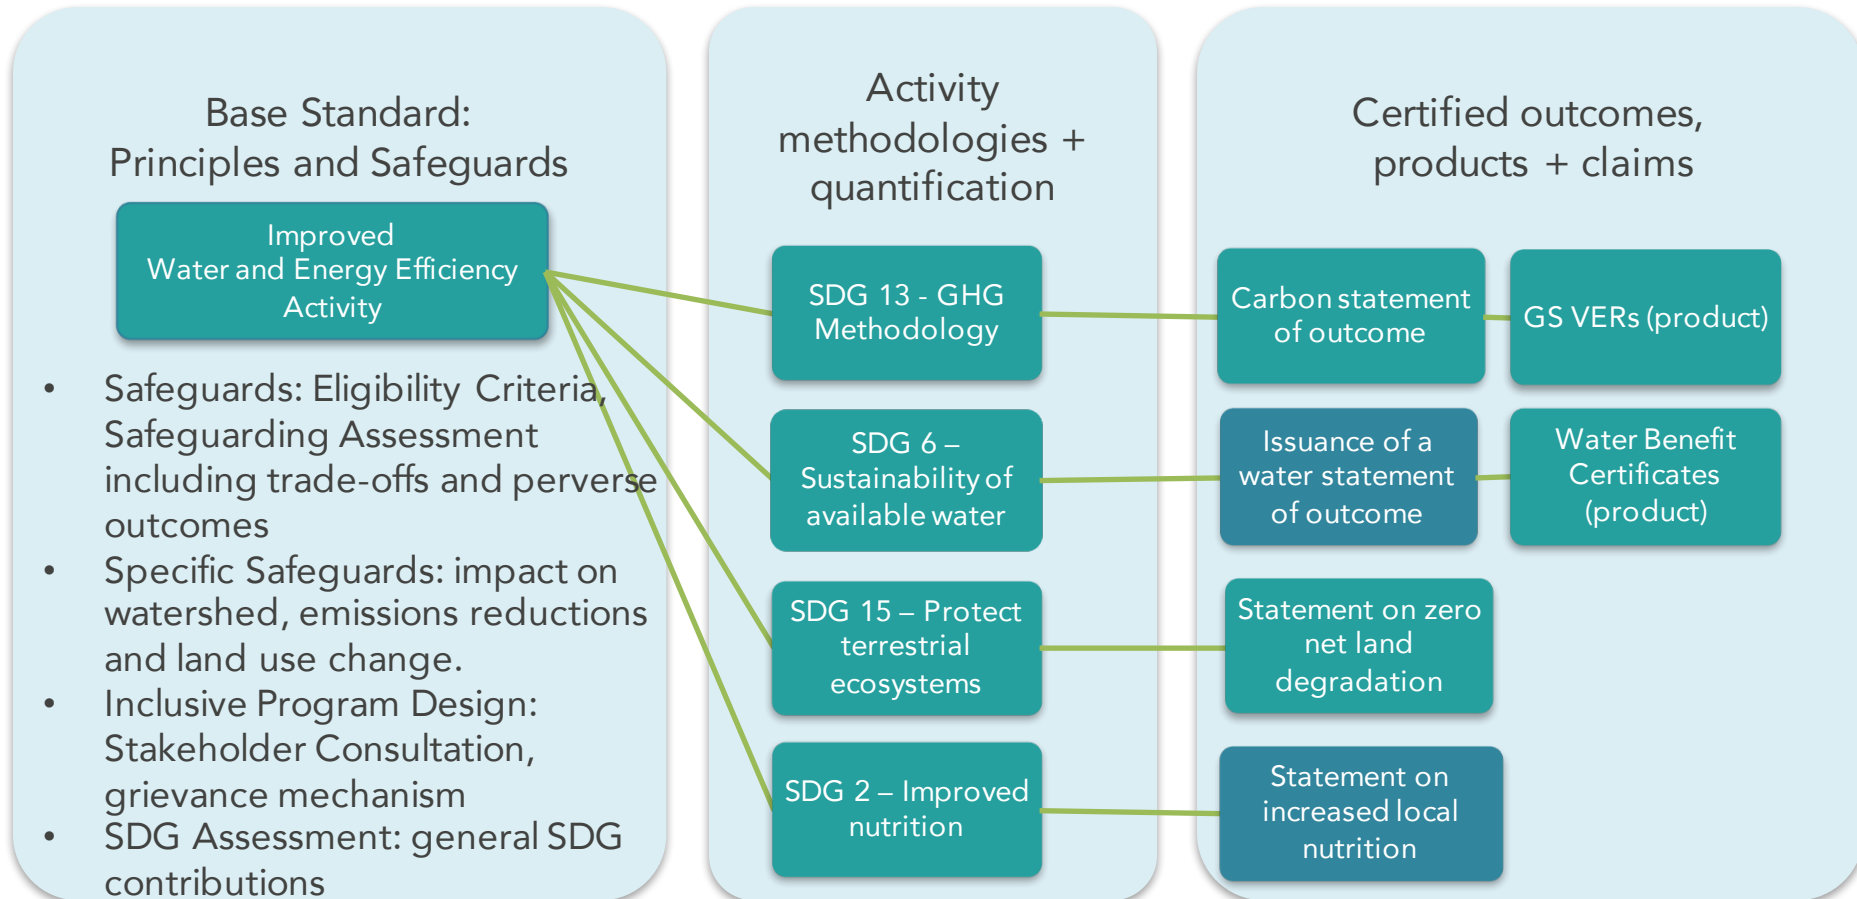 Base Standard:
Principles and Safeguards
Improved
Water and Energy Efficiency
Activity
• Safeguards: Eligibility Criteria,
Safeguarding Assessment
including trade-offs and perverse
outcomes
• Specific Safeguards: impact on
watershed, emissions reductions
and land use change.
• Inclusive Program Design:
Stakeholder Consultation,
grievance mechanism
• SDG Assessment: general SDG
contributions
Activity
methodologies +
quantification
SDG 13 - GHG
Methodology
SDG 6 –
Sustainability of
available water
SDG 15 – Protect
terrestrial
ecosystems
SDG 2 – Improved
nutrition
Certified outcomes,
products + claims
Carbon statement
of outcome
GS VERs (product)
Issuance of a
water statement
of outcome
Water Benefit
Certificates
(product)
Statement on zero
net land
degradation
Statement on
increased local
nutrition